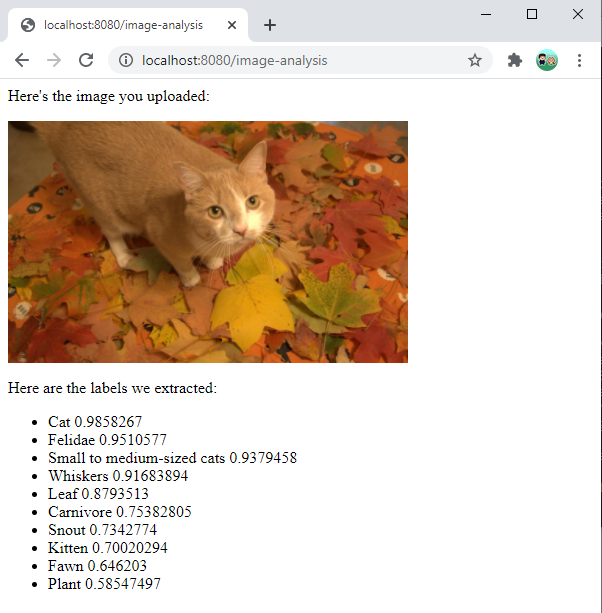 localhost:8080/image-analysis
localhost:8080/image-analysis
Here's the image you uploaded:
Here are the labels we extracted:
Cat 0.9858267
Felidae 0.9510577
Small to medium-sized cats 0.9379458
Whiskers 0.91683894
Leaf 0.8793513
Carnivore 0.75382805
Snout 0.7342774
Kitten 0.70020294
Fawn 0.646203
Plant 0.58547497